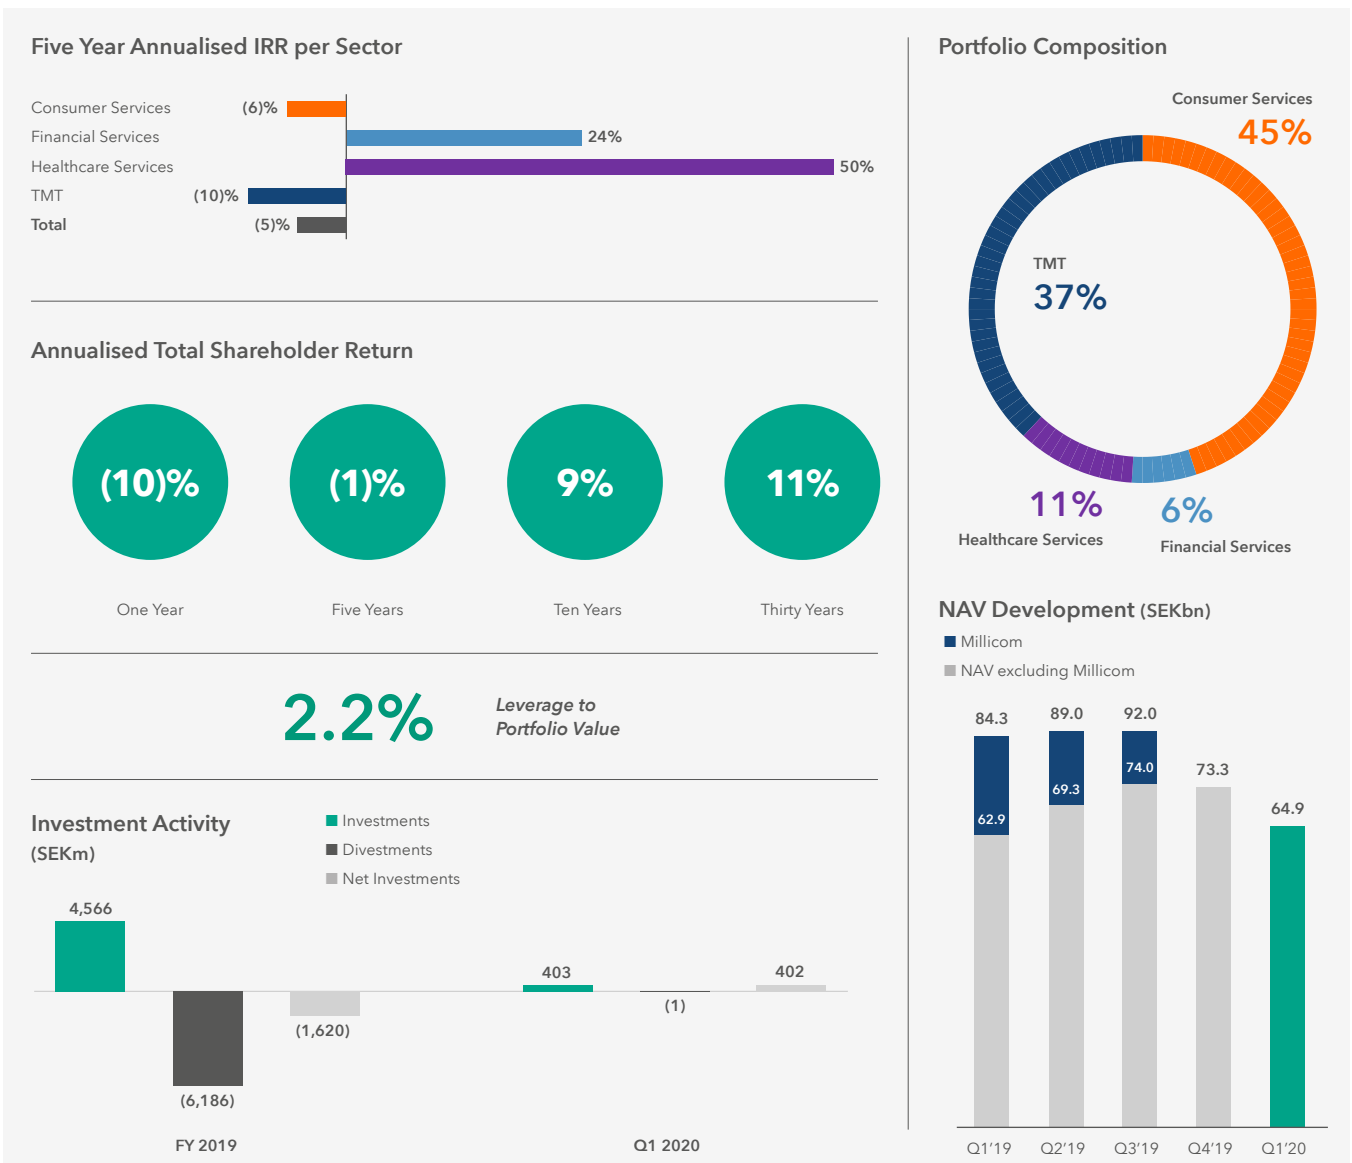 Five Year Annualised IRR per Sector
Consumer Services (6)%
Financial Services 24%
Healthcare Services 50%
TMT (10)%
Total (5)%
Annualised Total Shareholder Return
(10)% (1)% 9% 11%
One Year Five Years Ten Years Thirty Years
2.2%
Leverage to
Portfolio Value
Investment Activity
(SEKm)
Investments
Divestments
Net Investments
4,566
(6,186)
(1,620)
403
(1)
402
FY 2019 Q1 2020
Portfolio Composition
Consumer Services
45%
TMT
37%
11%
Healthcare Services
6%
Financial Services
NAV Development (SEKbn)
Millicom
NAV excluding Millicom
84.3 89.0 92.0 73.3 64.9
62.9 69.3 74.0
Q1'19 Q2'19 Q3'19 Q4'19 Q1'20